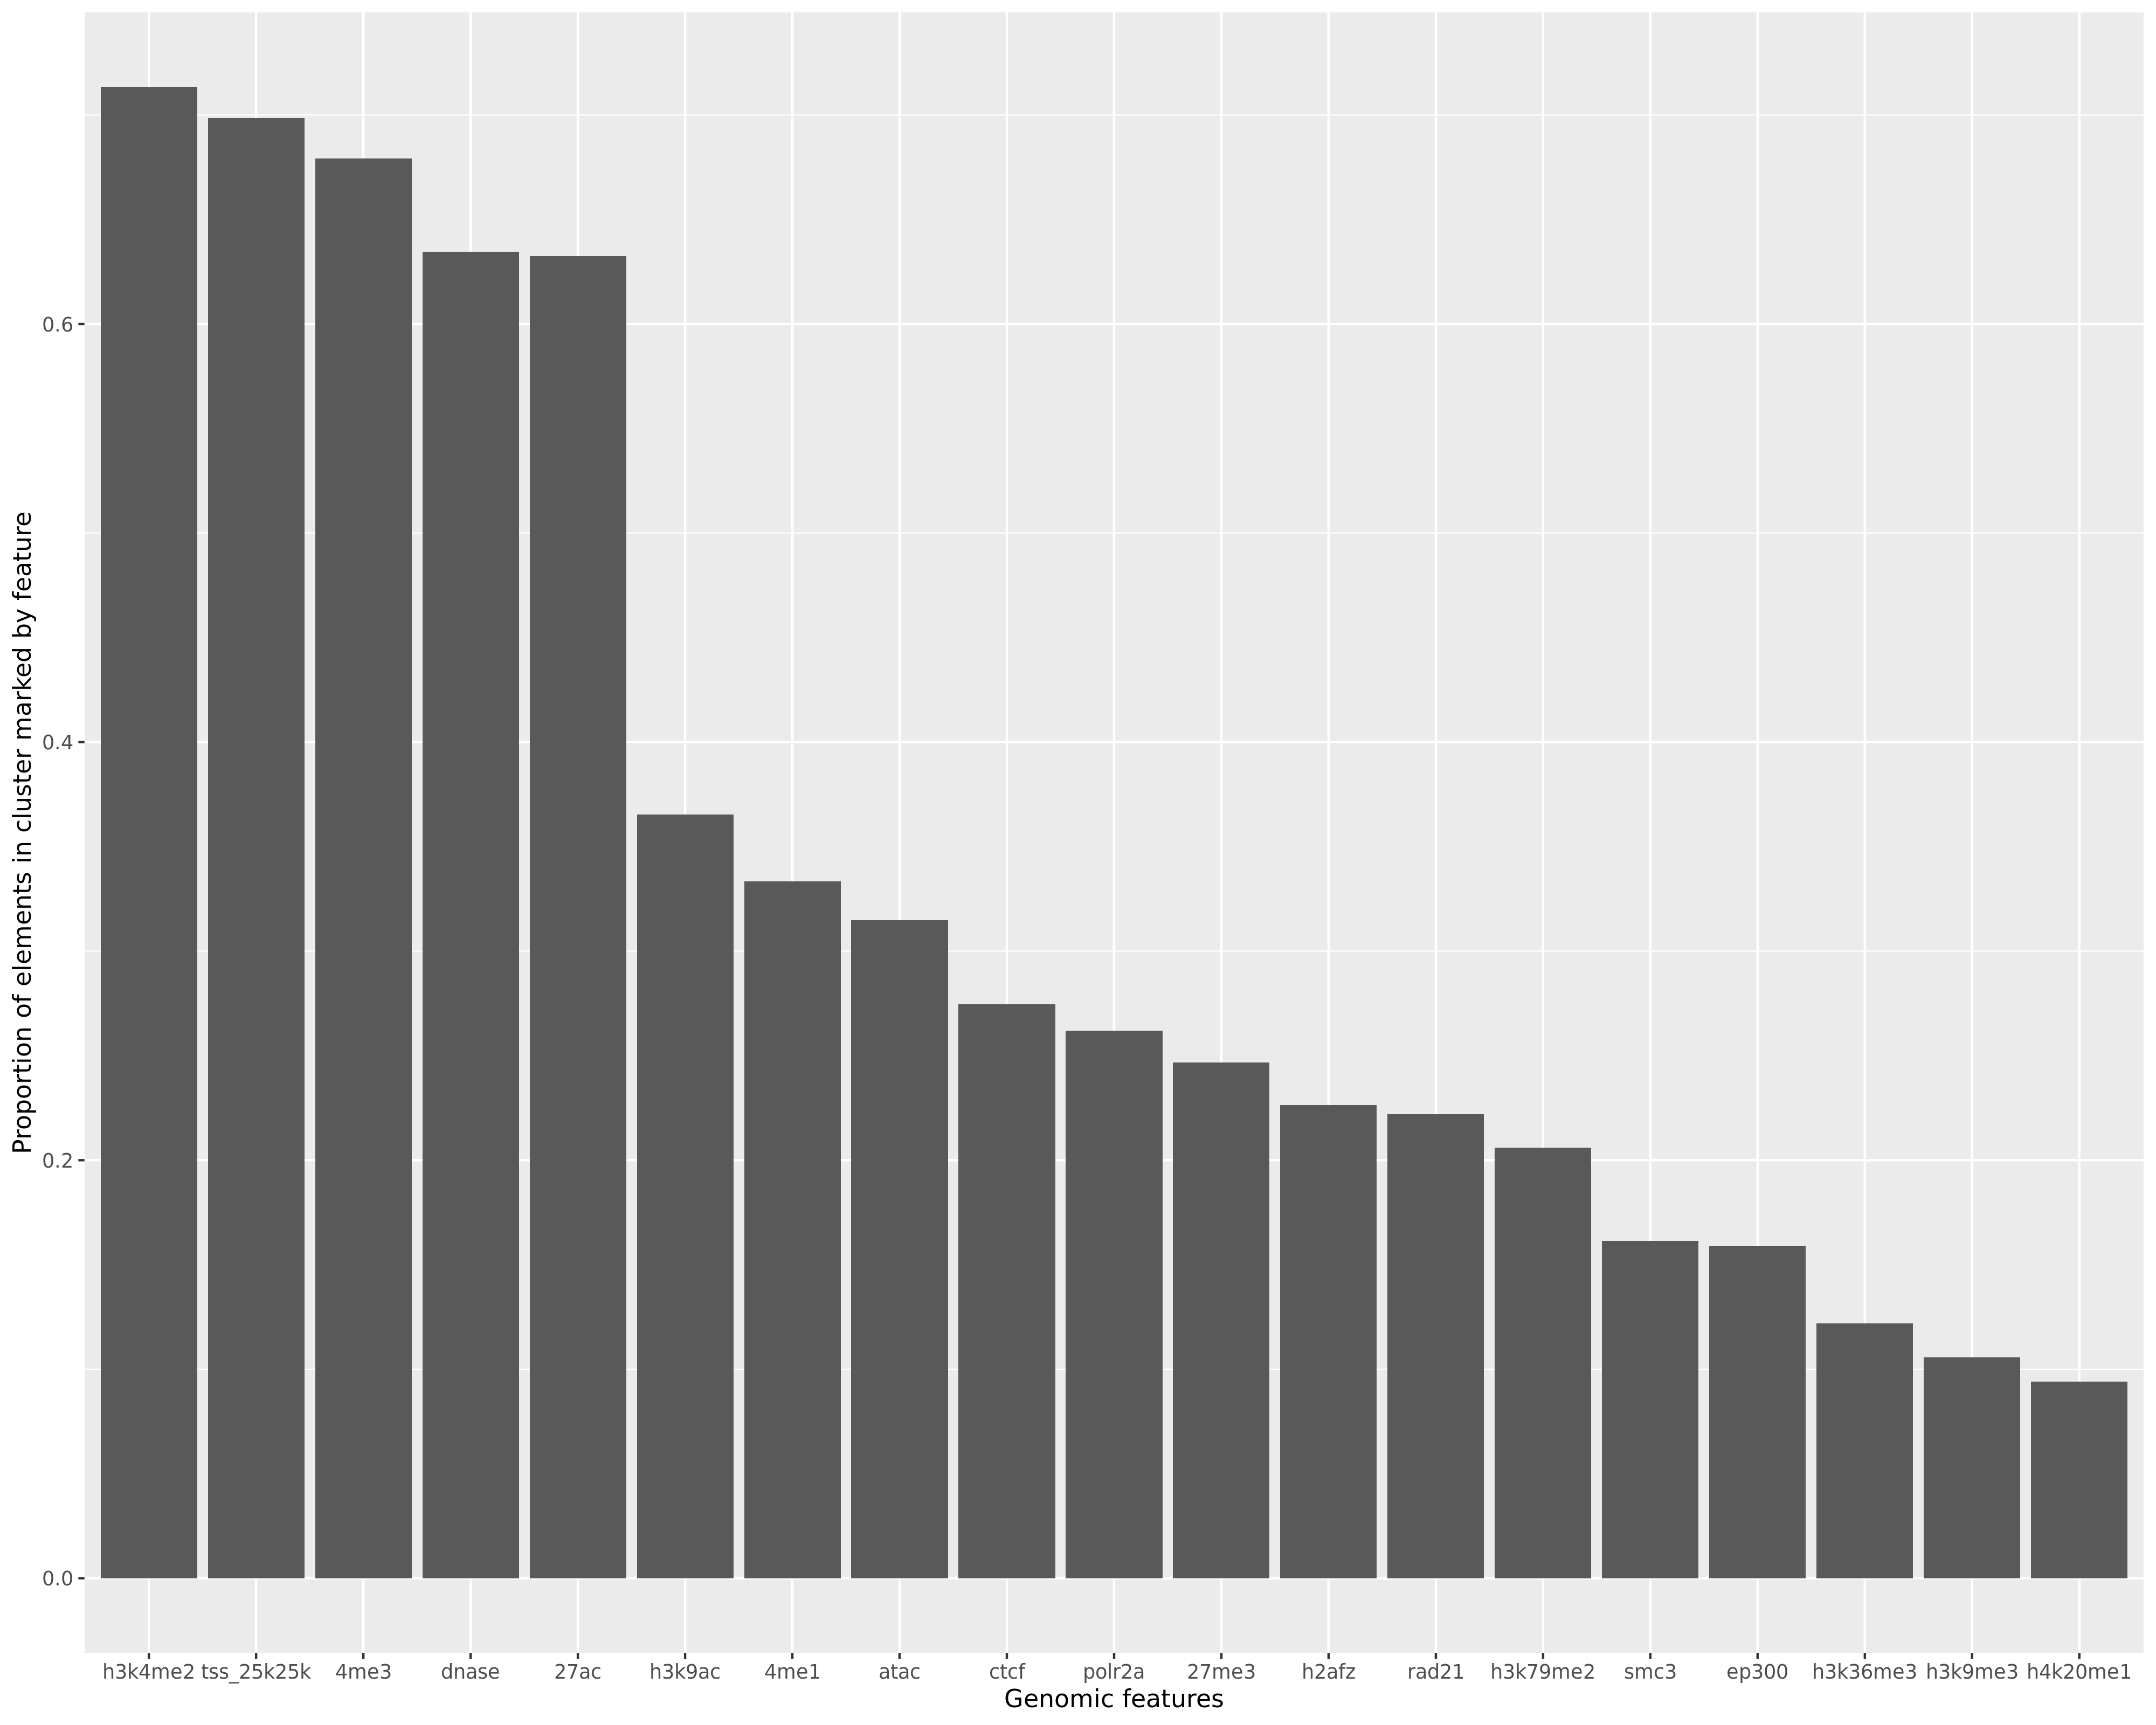 Proportion of elements in cluster marked by feature
0.6
0.4
0.2
0.0
h3k4me2 tss_25k25k 4me3 dnase 27ac h3k9ac 4me1 atac ctcf polr2a 27me3 h2afz rad21 h3k79me2 smc3 ep300 h3k36me3 h3k9me3 h4k20me1
Genomic features